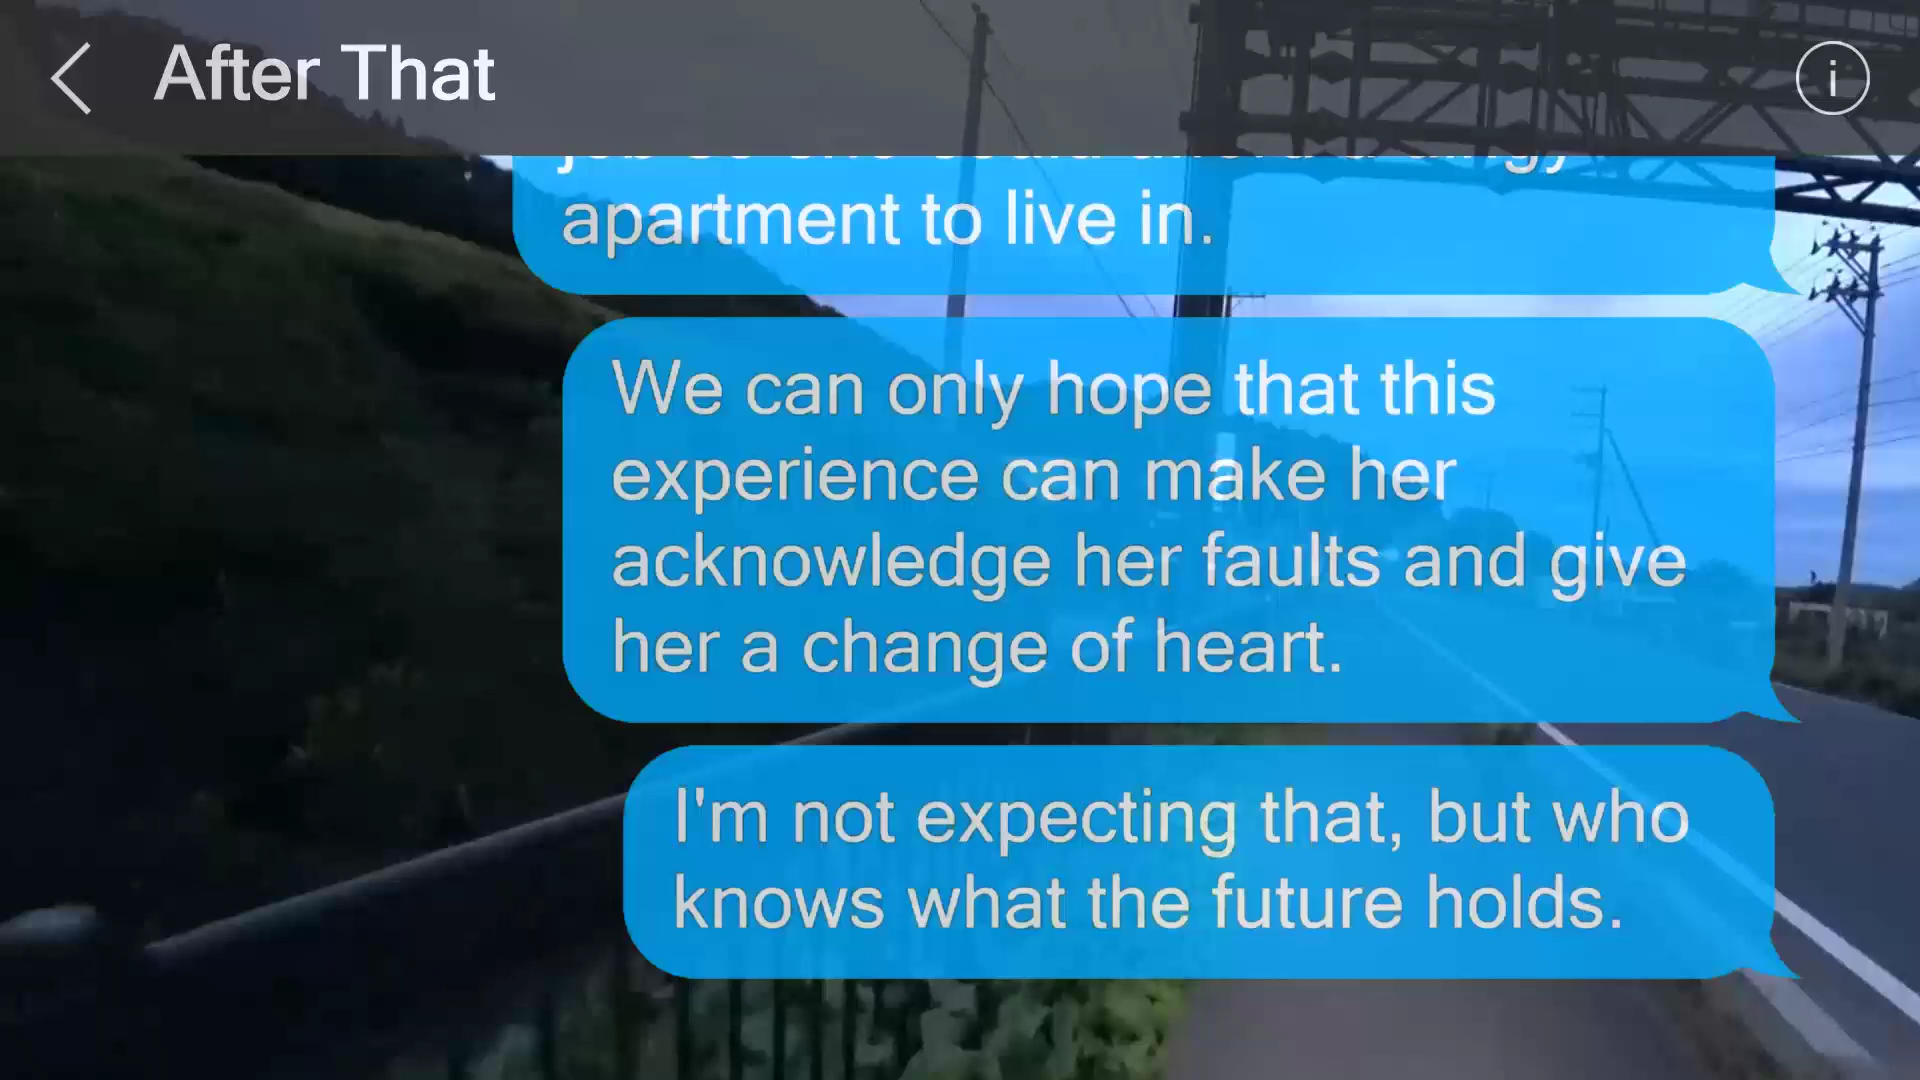 After That
apartment to live in.
We can only hope that this
experience can make her
acknowledge her faults and give
her a change of heart.
I'm not expecting that, but who
knows what the future holds.